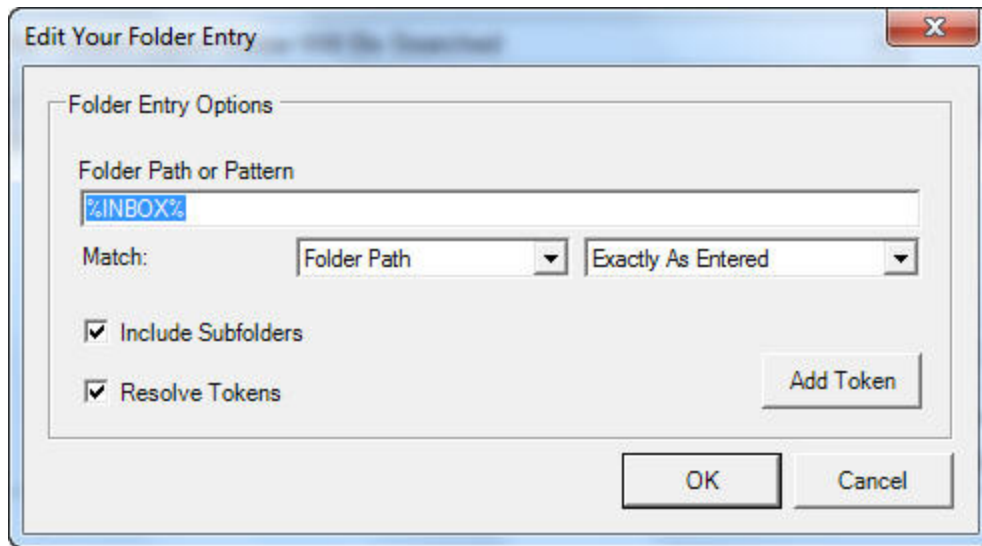 Edit Your Folder Entry
Folder Entry Options
Folder Path or Pattern
%INBOX%
Match: Folder Path Exactly As Entered
Include Subfolders
Resolve Tokens
Add Token
OK Cancel